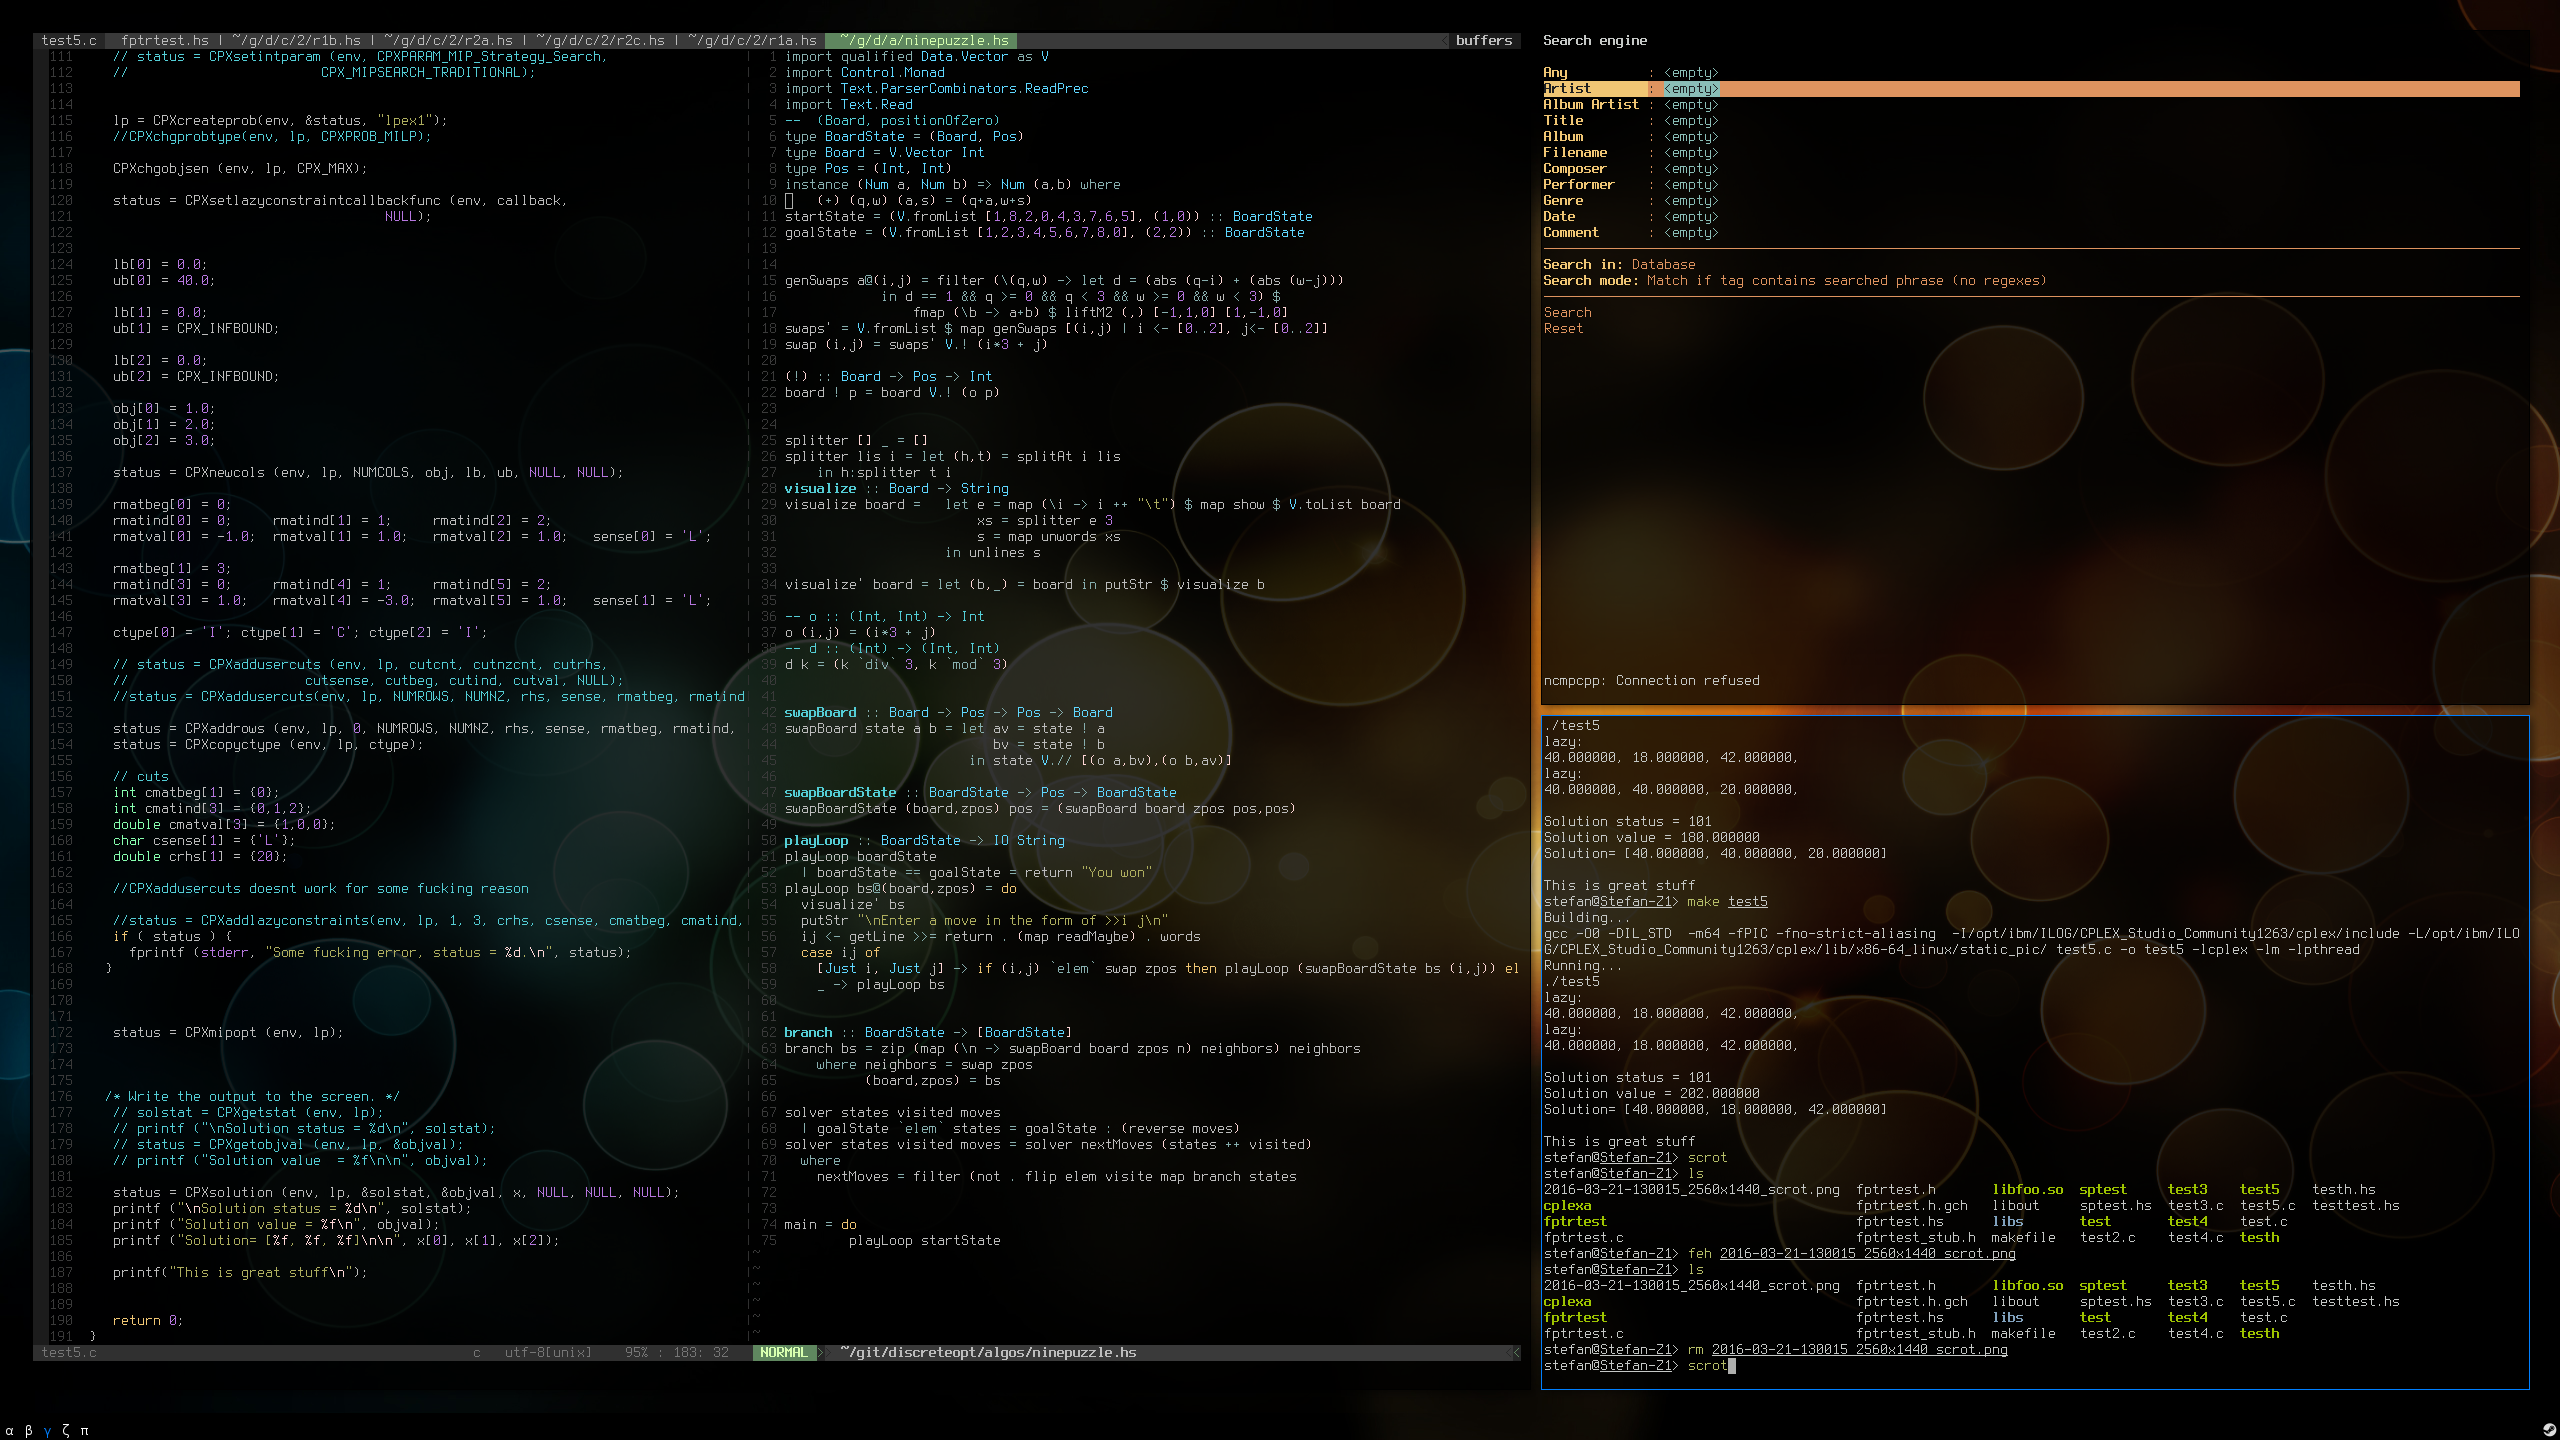 test5.c  fptrtest.hs | ~/g/d/c/2/r1b.hs | ~/g/d/c/2/r2a.hs | ~/g/d/c/2/r2c.hs | ~/g/d/c/2/r1a.hs  ~/g/d/a/ninepuzzle.hs  buffers
111     // status = CPXsetintparam (env, CPXPARAM_MIP_Strategy_Search,
112     //                        CPX_MIPSEARCH_TRADITIONAL);
113
114
115     lp = CPXcreateprob(env, &status, "lpex1");
116     //CPXchgprobtype(env, lp, CPXPROB_MILP);
117
118     CPXchgobjsen (env, lp, CPX_MAX);
119
120     status = CPXsetlazyconstraintcallbackfunc (env, callback,
121                                       NULL);
122
123
124     lb[0] = 0.0;
125     ub[0] = 40.0;
126
127     lb[1] = 0.0;
128     ub[1] = CPX_INFBOUND;
129
130     lb[2] = 0.0;
131     ub[2] = CPX_INFBOUND;
132
133     obj[0] = 1.0;
134     obj[1] = 2.0;
135     obj[2] = 3.0;
136
137     status = CPXnewcols (env, lp, NUMCOLS, obj, lb, ub, NULL, NULL);
138
139     rmatbeg[0] = 0;
140     rmatind[0] = 0;     rmatind[1] = 1;     rmatind[2] = 2;
141     rmatval[0] = -1.0;  rmatval[1] = 1.0;   rmatval[2] = 1.0;   sense[0] = 'L';
142
143     rmatbeg[1] = 3;
144     rmatind[3] = 0;     rmatind[4] = 1;     rmatind[5] = 2;
145     rmatval[3] = 1.0;   rmatval[4] = -3.0;  rmatval[5] = 1.0;   sense[1] = 'L';
146
147     ctype[0] = 'I'; ctype[1] = 'C'; ctype[2] = 'I';
148
149     // status = CPXaddusercuts (env, lp, cutcnt, cutnzcnt, cutrhs,
150     //                      cutsense, cutbeg, cutind, cutval, NULL);
151     //status = CPXaddusercuts(env, lp, NUMROWS, NUMNZ, rhs, sense, rmatbeg, rmatind
152
153     status = CPXaddrows (env, lp, 0, NUMROWS, NUMNZ, rhs, sense, rmatbeg, rmatind,
154     status = CPXcopyctype (env, lp, ctype);
155
156     // cuts
157     int cmatbeg[1] = {0};
158     int cmatind[3] = {0,1,2};
159     double cmatval[3] = {1,0,0};
160     char csense[1] = {'L'};
161     double crhs[1] = {20};
162
163     //CPXaddusercuts doesnt work for some fucking reason
164
165     //status = CPXaddlazyconstraints(env, lp, 1, 3, crhs, csense, cmatbeg, cmatind,
166     if ( status ) {
167       fprintf (stderr, "Some fucking error, status = %d.\n", status);
168    }
169
170
171
172     status = CPXmipopt (env, lp);
173
174
175
176    /* Write the output to the screen. */
177     // solstat = CPXgetstat (env, lp);
178     // printf ("\nSolution status = %d\n", solstat);
179     // status = CPXgetobjval (env, lp, &objval);
180     // printf ("Solution value  = %f\n\n", objval);
181
182     status = CPXsolution (env, lp, &solstat, &objval, x, NULL, NULL, NULL);
183     printf ("\nSolution status = %d\n", solstat);
184     printf ("Solution value = %f\n", objval);
185     printf ("Solution= [%f, %f, %f]\n\n", x[0], x[1], x[2]);
186
187     printf("This is great stuff\n");
188
189
190     return 0;
191  }
test5.c  c  utf-8[unix]  95% : 183: 32
1 import qualified Data.Vector as V
2 import Control.Monad
3 import Text.ParserCombinators.ReadPrec
4 import Text.Read
5 --  (Board, positionOfZero)
6 type BoardState = (Board, Pos)
7 type Board = V.Vector Int
8 type Pos = (Int, Int)
9 instance (Num a, Num b) => Num (a,b) where
10     (+) (q,w) (a,s) = (q+a,w+s)
11 startState = (V.fromList [1,8,2,0,4,3,7,6,5], (1,0)) :: BoardState
12 goalState = (V.fromList [1,2,3,4,5,6,7,8,0], (2,2)) :: BoardState
13
14
15 genSwaps a@(i,j) = filter (\(q,w) -> let d = (abs (q-i) + (abs (w-j)))
16             in d == 1 && q >= 0 && q < 3 && w >= 0 && w < 3) $
17                 fmap (\b -> a+b) $ liftM2 (,) [-1,1,0] [1,-1,0]
18 swaps' = V.fromList $ map genSwaps [(i,j) | i <- [0..2], j<- [0..2]]
19 swap (i,j) = swaps' V.! (i*3 + j)
20
21 (!) :: Board -> Pos -> Int
22 board ! p = board V.! (o p)
23
24
25 splitter [] _ = []
26 splitter lis i = let (h,t) = splitAt i lis
27     in h:splitter t i
28 visualize :: Board -> String
29 visualize board =   let e = map (\i -> i ++ "\t") $ map show $ V.toList board
30                         xs = splitter e 3
31                         s = map unwords xs
32                     in unlines s
33
34 visualize' board = let (b,_) = board in putStr $ visualize b
35
36 -- o :: (Int, Int) -> Int
37 o (i,j) = (i*3 + j)
38 -- d :: (Int) -> (Int, Int)
39 d k = (k `div` 3, k `mod` 3)
40
41
42 swapBoard :: Board -> Pos -> Pos -> Board
43 swapBoard state a b = let av = state ! a
44                           bv = state ! b
45                        in state V.// [(o a,bv),(o b,av)]
46
47 swapBoardState :: BoardState -> Pos -> BoardState
48 swapBoardState (board,zpos) pos = (swapBoard board zpos pos,pos)
49
50 playLoop :: BoardState -> IO String
51 playLoop boardState
52   | boardState == goalState = return "You won"
53 playLoop bs@(board,zpos) = do
54   visualize' bs
55   putStr "\nEnter a move in the form of >>i j\n"
56   ij <- getLine >>= return . (map readMaybe) . words
57   case ij of
58     [Just i, Just j] -> if (i,j) `elem` swap zpos then playLoop (swapBoardState bs (i,j)) el
59     _ -> playLoop bs
60
61
62 branch :: BoardState -> [BoardState]
63 branch bs = zip (map (\n -> swapBoard board zpos n) neighbors) neighbors
64     where neighbors = swap zpos
65           (board,zpos) = bs
66
67 solver states visited moves
68   | goalState `elem` states = goalState : (reverse moves)
69 solver states visited moves = solver nextMoves (states ++ visited)
70   where
71     nextMoves = filter (not . flip elem visite map branch states
72
73
74 main = do
75         playLoop startState
~
~
~
~
~
~
NORMAL  ~/git/discreteopt/algos/ninepuzzle.hs
Search engine
Any          : <empty>
Artist       : <empty>
Album Artist : <empty>
Title        : <empty>
Album        : <empty>
Filename     : <empty>
Composer     : <empty>
Performer    : <empty>
Genre        : <empty>
Date         : <empty>
Comment      : <empty>
Search in: Database
Search mode: Match if tag contains searched phrase (no regexes)
Search
Reset
ncmpcpp: Connection refused
./test5
lazy:
40.000000, 18.000000, 42.000000,
lazy:
40.000000, 40.000000, 20.000000,
Solution status = 101
Solution value = 180.000000
Solution= [40.000000, 40.000000, 20.000000]
This is great stuff
stefan@Stefan-Z1> make test5
Building...
gcc -O0 -DIL_STD  -m64 -fPIC -fno-strict-aliasing  -I/opt/ibm/ILOG/CPLEX_Studio_Community1263/cplex/include -L/opt/ibm/ILO
G/CPLEX_Studio_Community1263/cplex/lib/x86-64_linux/static_pic/ test5.c -o test5 -lcplex -lm -lpthread
Running...
./test5
lazy:
40.000000, 18.000000, 42.000000,
lazy:
40.000000, 18.000000, 42.000000,
Solution status = 101
Solution value = 202.000000
Solution= [40.000000, 18.000000, 42.000000]
This is great stuff
stefan@Stefan-Z1> scrot
stefan@Stefan-Z1> ls
2016-03-21-130015_2560x1440_scrot.png  fptrtest.h       libfoo.so  sptest     test3    test5    testh.hs
cplexa                                 fptrtest.h.gch   libout     sptest.hs  test3.c  test5.c  testtest.hs
fptrtest                               fptrtest.hs      libs       test       test4    test.c
fptrtest.c                             fptrtest_stub.h  makefile   test2.c    test4.c  testh
stefan@Stefan-Z1> feh 2016-03-21-130015_2560x1440_scrot.png
stefan@Stefan-Z1> ls
2016-03-21-130015_2560x1440_scrot.png  fptrtest.h       libfoo.so  sptest     test3    test5    testh.hs
cplexa                                 fptrtest.h.gch   libout     sptest.hs  test3.c  test5.c  testtest.hs
fptrtest                               fptrtest.hs      libs       test       test4    test.c
fptrtest.c                             fptrtest_stub.h  makefile   test2.c    test4.c  testh
stefan@Stefan-Z1> rm 2016-03-21-130015_2560x1440_scrot.png
stefan@Stefan-Z1> scrot
α β γ ζ π